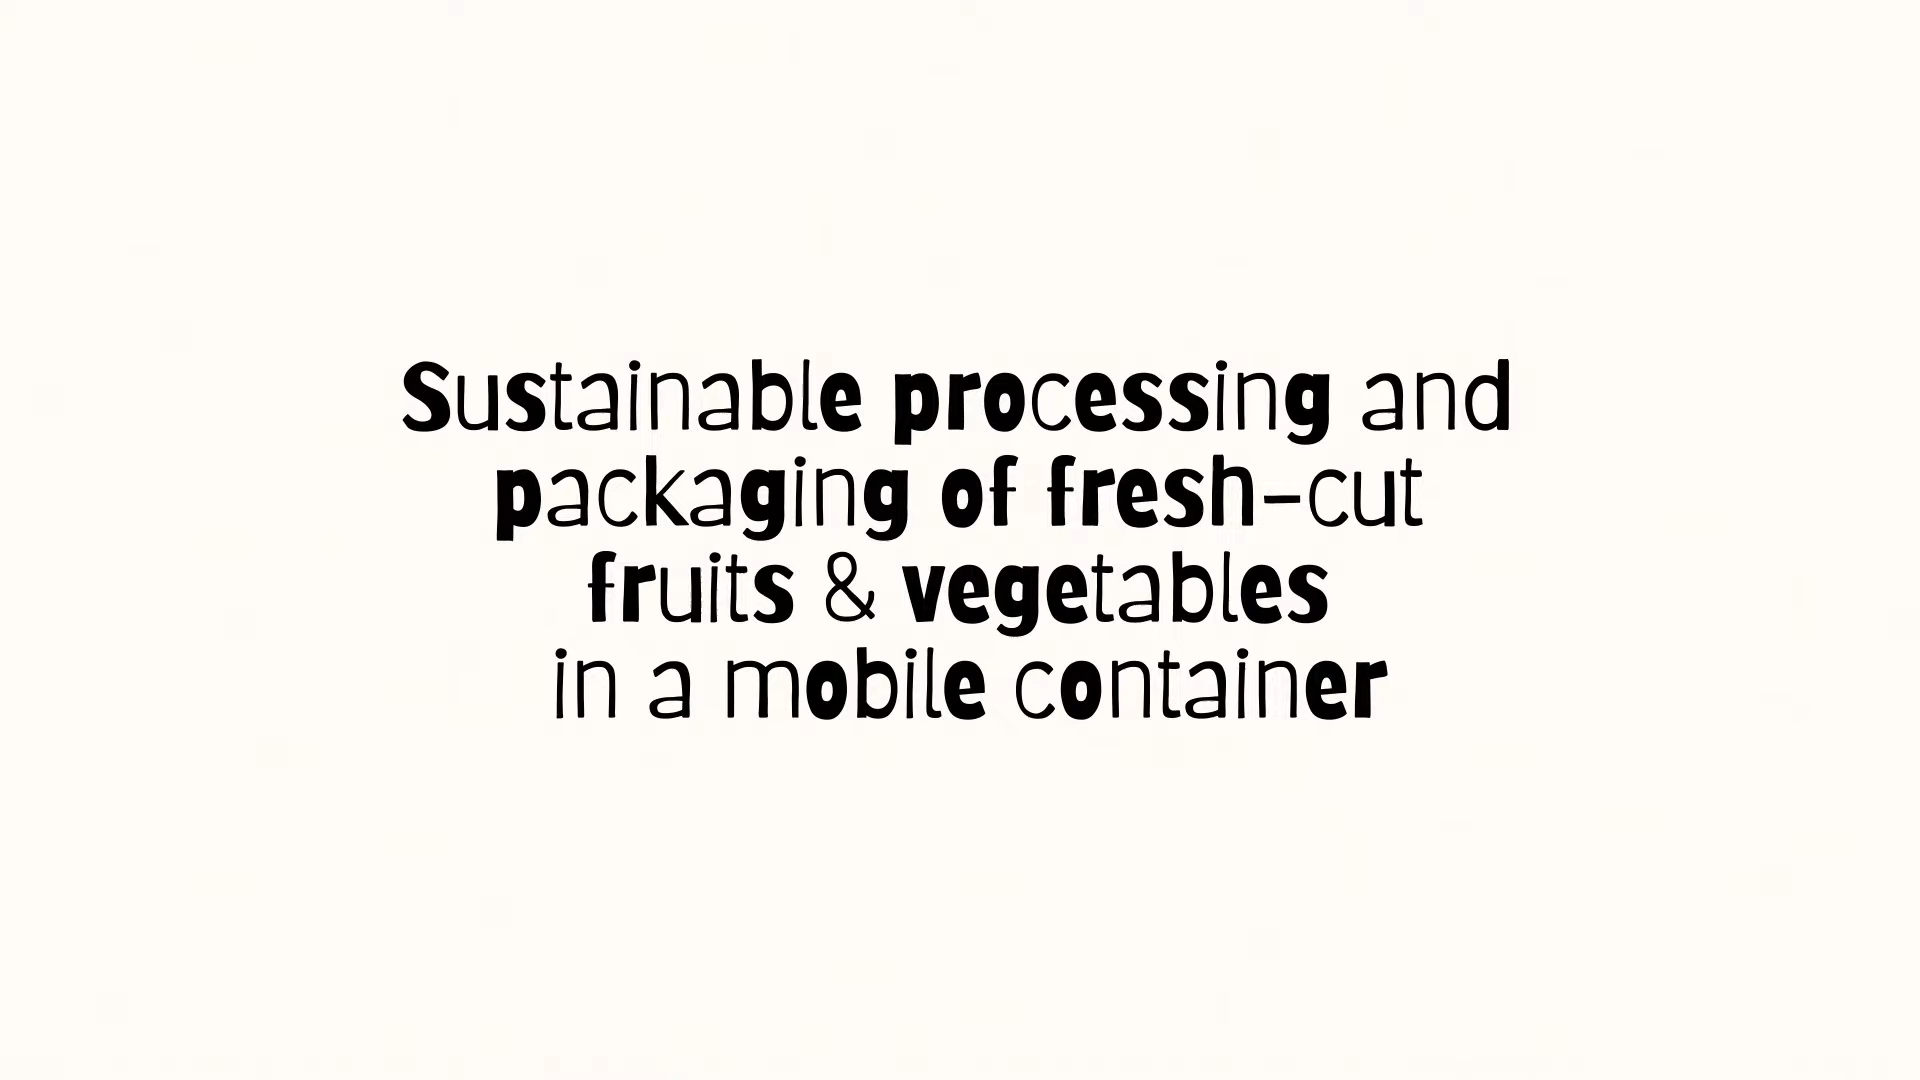 Sustainable processing and
packaging of fresh-cut
fruits & vegetables
in a mobile container